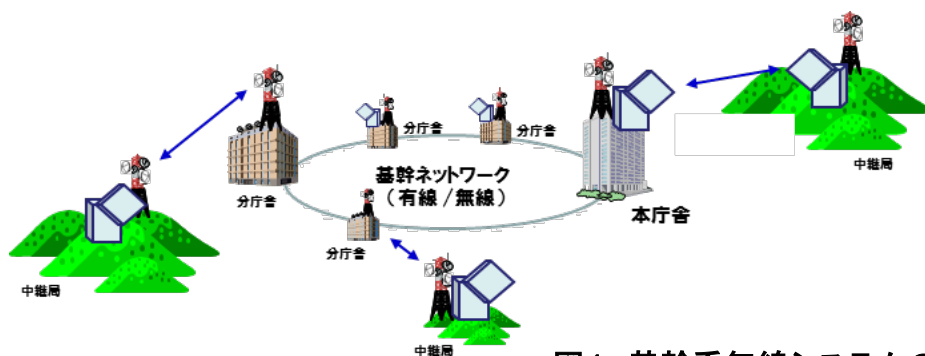 分庁舎
分庁舎
中継局
基幹ネットワーク
（有線/無線）
分庁舎
本庁舎
分庁舎
中継局
中継局